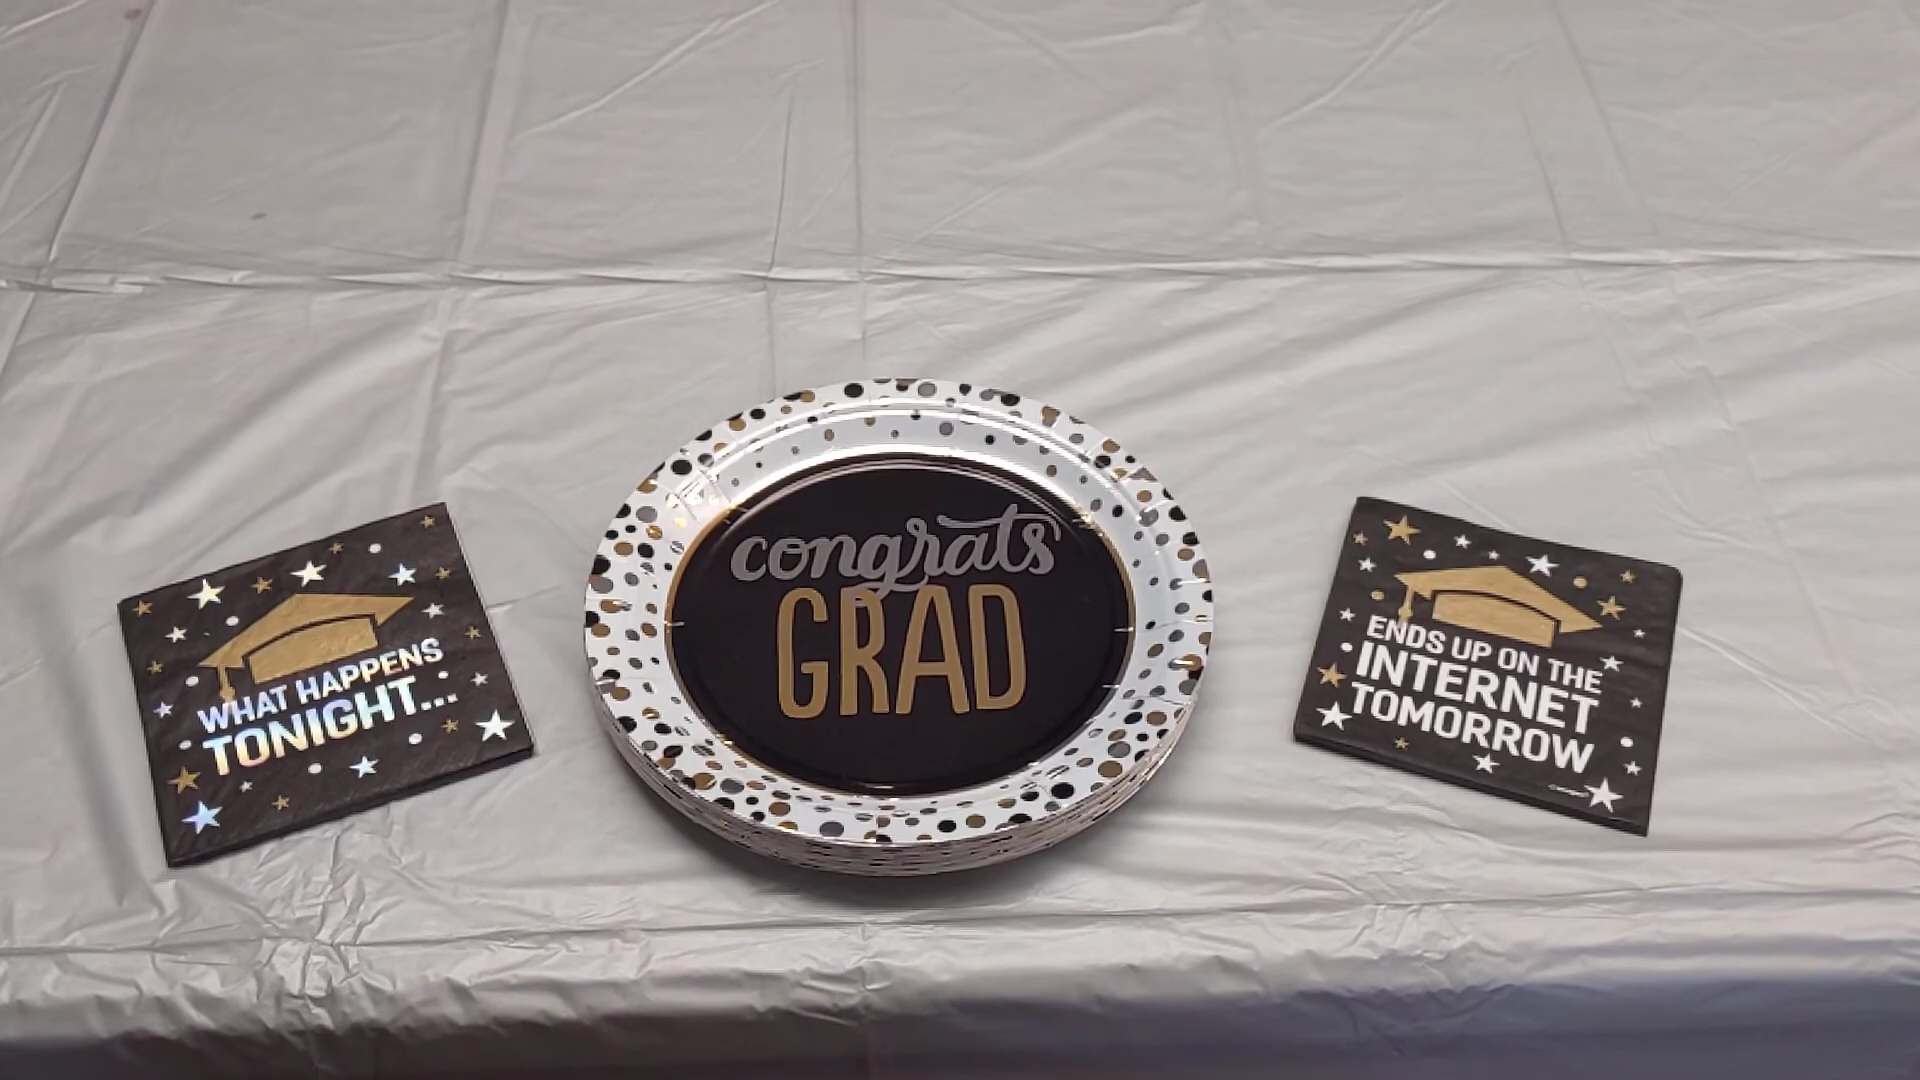 WHAT HAPPENS
TONIGHT...
congrats
GRAD
ENDS UP ON THE
INTERNET
TOMORROW